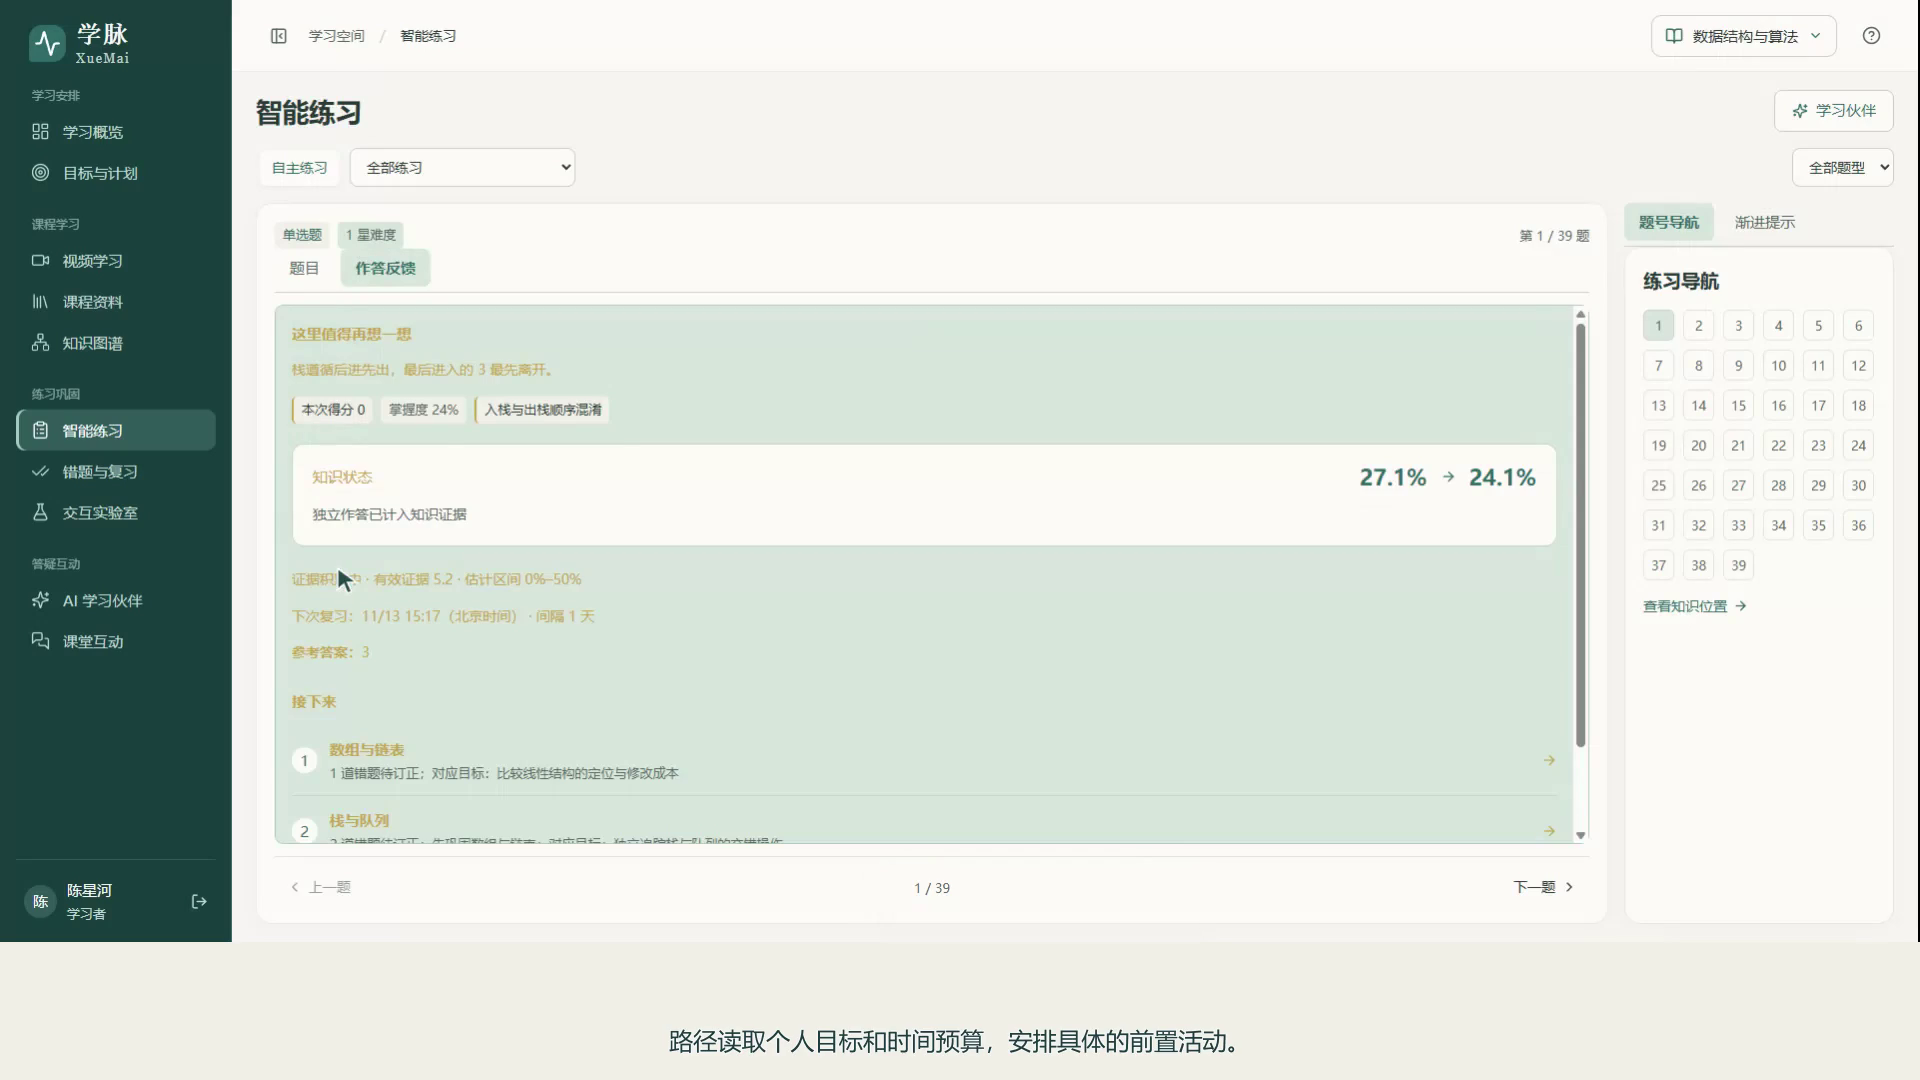 学脉
XueMai
学习安排
学习概览
目标与计划
课程学习
视频学习
课程资料
知识图谱
练习巩固
智能练习
错题与复习
交互实验室
答疑互动
AI 学习伙伴
课堂互动
陈
陈星河
学习者
学习空间 / 智能练习
数据结构与算法
智能练习
学习伙伴
自主练习
全部练习
全部题型
单选题
1 星难度
第 1 / 39 题
题目
作答反馈
这里值得再想一想
栈遵循后进先出，最后进入的 3 最先离开。
本次得分 0
掌握度 24%
入栈与出栈顺序混淆
知识状态
27.1% → 24.1%
独立作答已计入知识证据
证据积 · 有效证据 5.2 · 估计区间 0%–50%
下次复习：11/13 15:17（北京时间） · 间隔 1 天
参考答案：3
接下来
1
数组与链表
1 道错题待订正；对应目标：比较线性结构的定位与修改成本
2
栈与队列
上一题
1 / 39
下一题
题号导航
渐进提示
练习导航
1 2 3 4 5 6
7 8 9 10 11 12
13 14 15 16 17 18
19 20 21 22 23 24
25 26 27 28 29 30
31 32 33 34 35 36
37 38 39
查看知识位置 →
路径读取个人目标和时间预算，安排具体的前置活动。